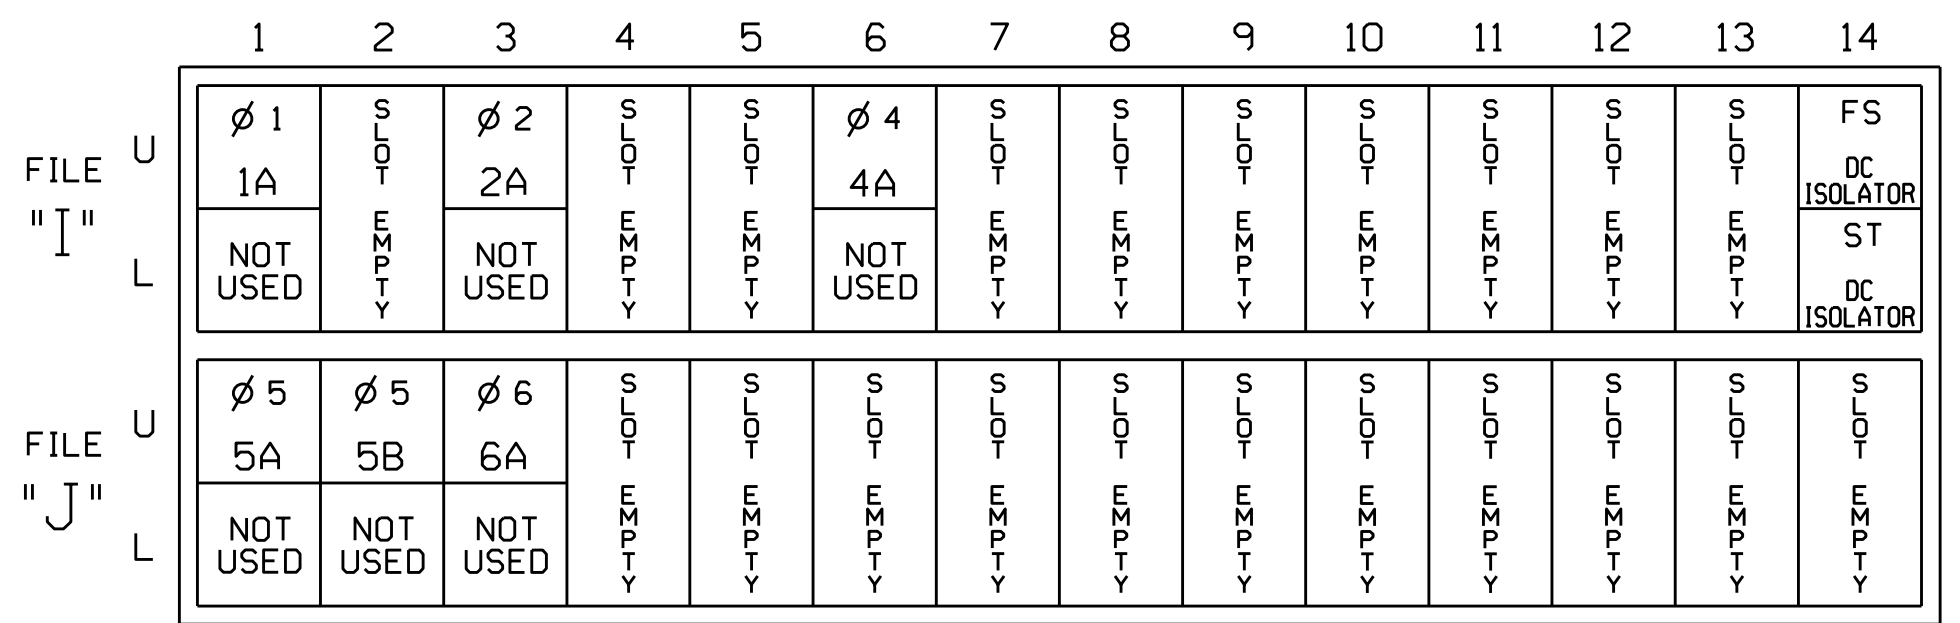 1 2 3 4 5 6 7 8 9 10 11 12 13 14
FILE "I"
U
L
Ø 1
1A
NOT USED
SLOT EMPTY
Ø 2
2A
NOT USED
SLOT EMPTY
SLOT EMPTY
Ø 4
4A
NOT USED
SLOT EMPTY
SLOT EMPTY
SLOT EMPTY
SLOT EMPTY
SLOT EMPTY
SLOT EMPTY
SLOT EMPTY
FS
DC
ISOLATOR
ST
DC
ISOLATOR
FILE "J"
U
L
Ø 5
5A
NOT USED
Ø 5
5B
NOT USED
Ø 6
6A
NOT USED
SLOT EMPTY
SLOT EMPTY
SLOT EMPTY
SLOT EMPTY
SLOT EMPTY
SLOT EMPTY
SLOT EMPTY
SLOT EMPTY
SLOT EMPTY
SLOT EMPTY
SLOT EMPTY